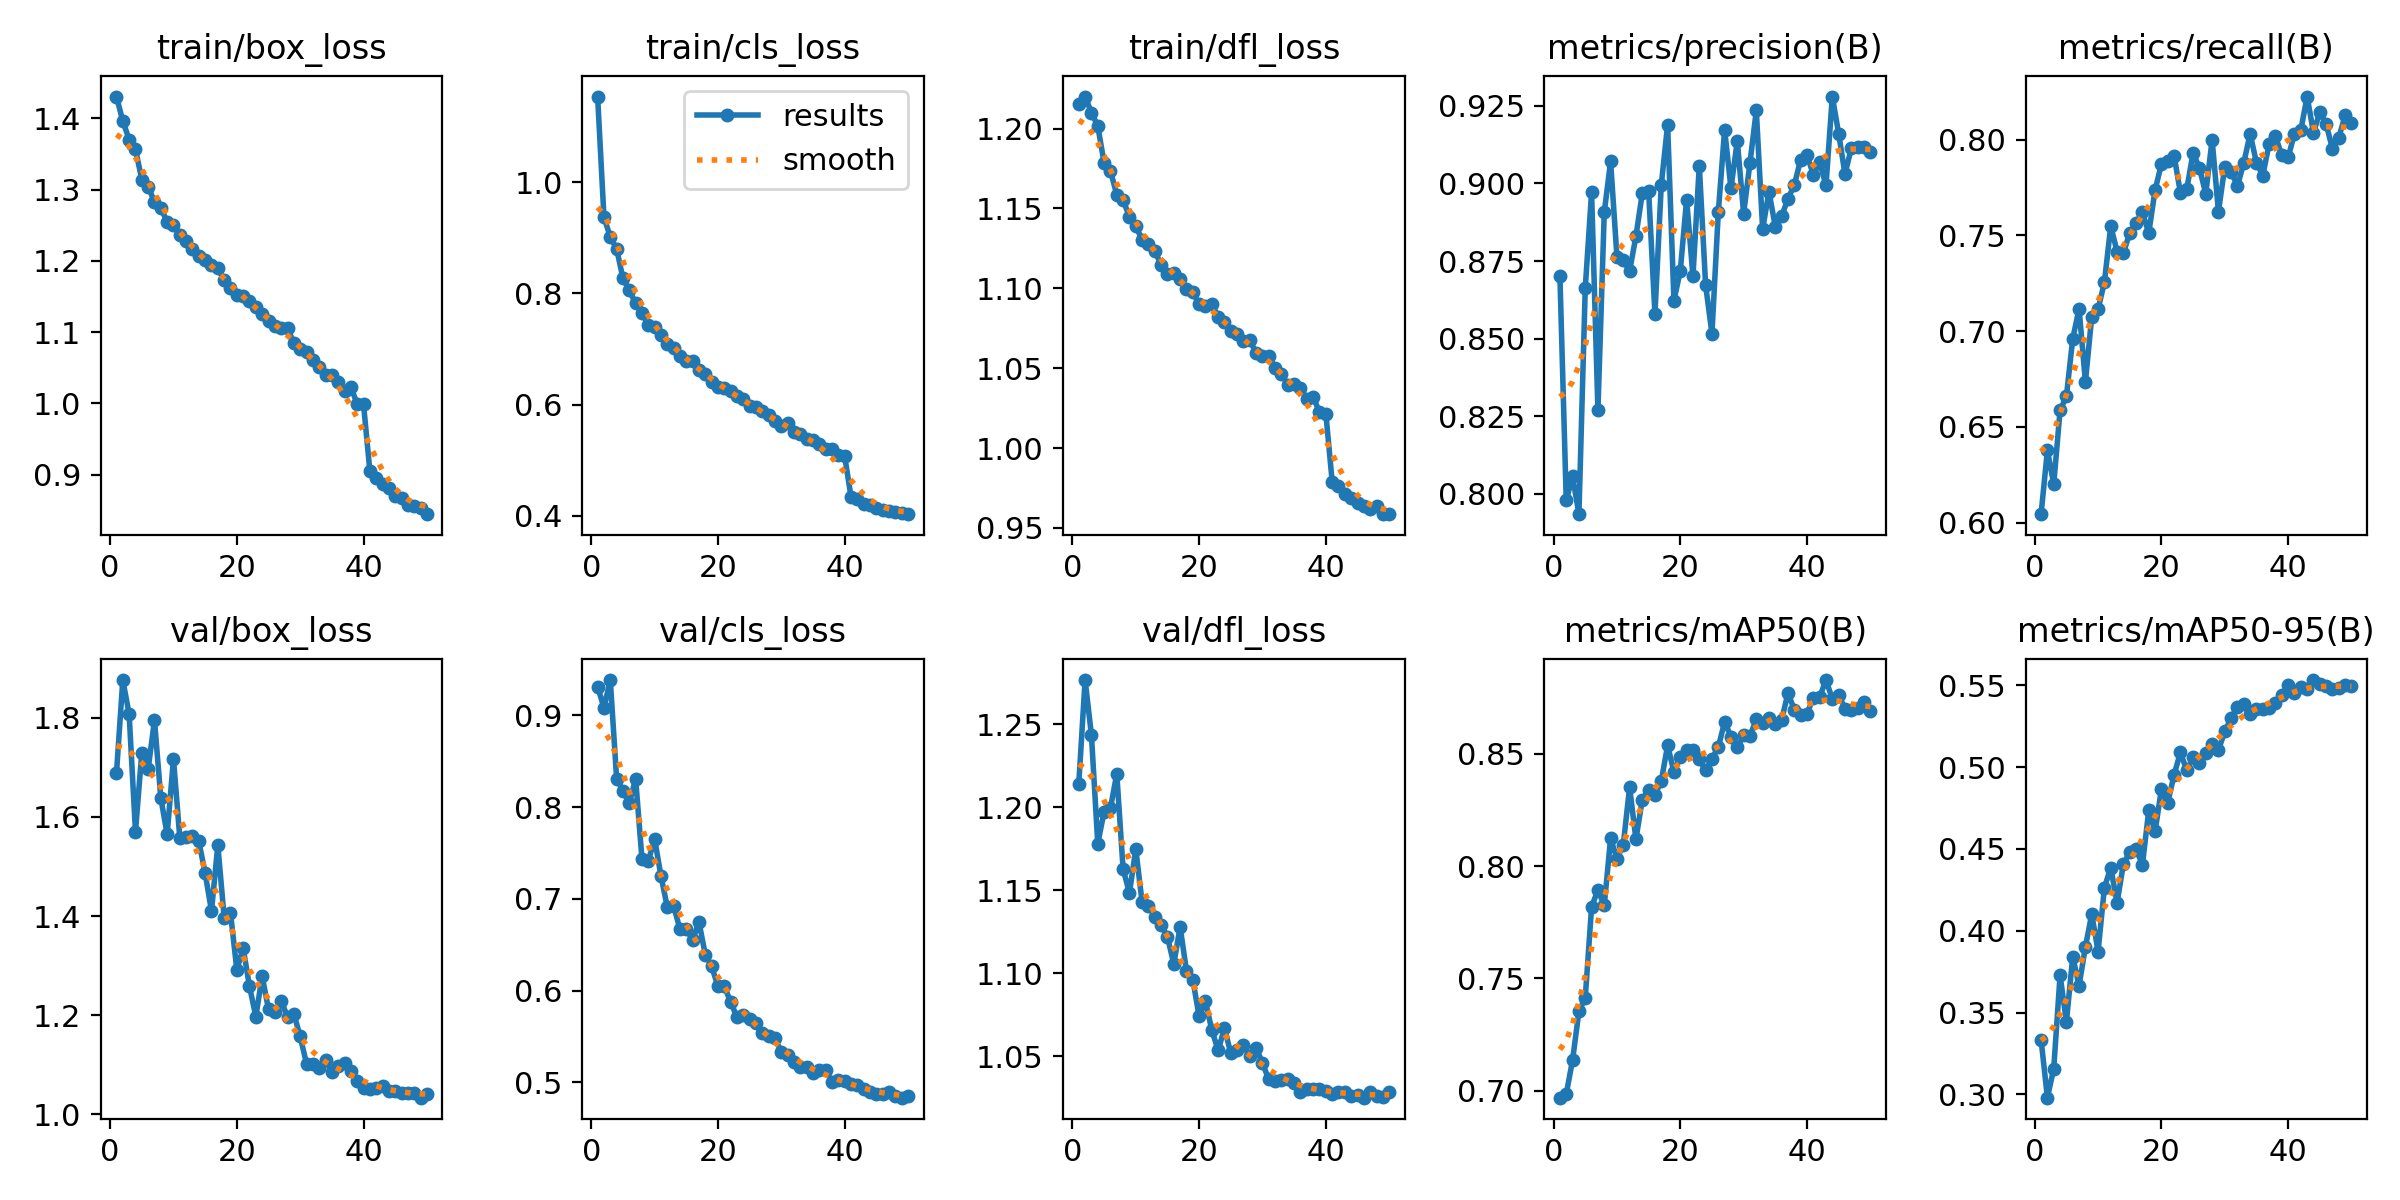 train/box_loss
1.4
1.3
1.2
1.1
1.0
0.9
0 20 40
train/cls_loss
results
smooth
1.0
0.8
0.6
0.4
0 20 40
train/dfl_loss
1.20
1.15
1.10
1.05
1.00
0.95
0 20 40
metrics/precision(B)
0.925
0.900
0.875
0.850
0.825
0.800
0 20 40
metrics/recall(B)
0.80
0.75
0.70
0.65
0.60
0 20 40
val/box_loss
1.8
1.6
1.4
1.2
1.0
0 20 40
val/cls_loss
0.9
0.8
0.7
0.6
0.5
0 20 40
val/dfl_loss
1.25
1.20
1.15
1.10
1.05
0 20 40
metrics/mAP50(B)
0.85
0.80
0.75
0.70
0 20 40
metrics/mAP50-95(B)
0.55
0.50
0.45
0.40
0.35
0.30
0 20 40